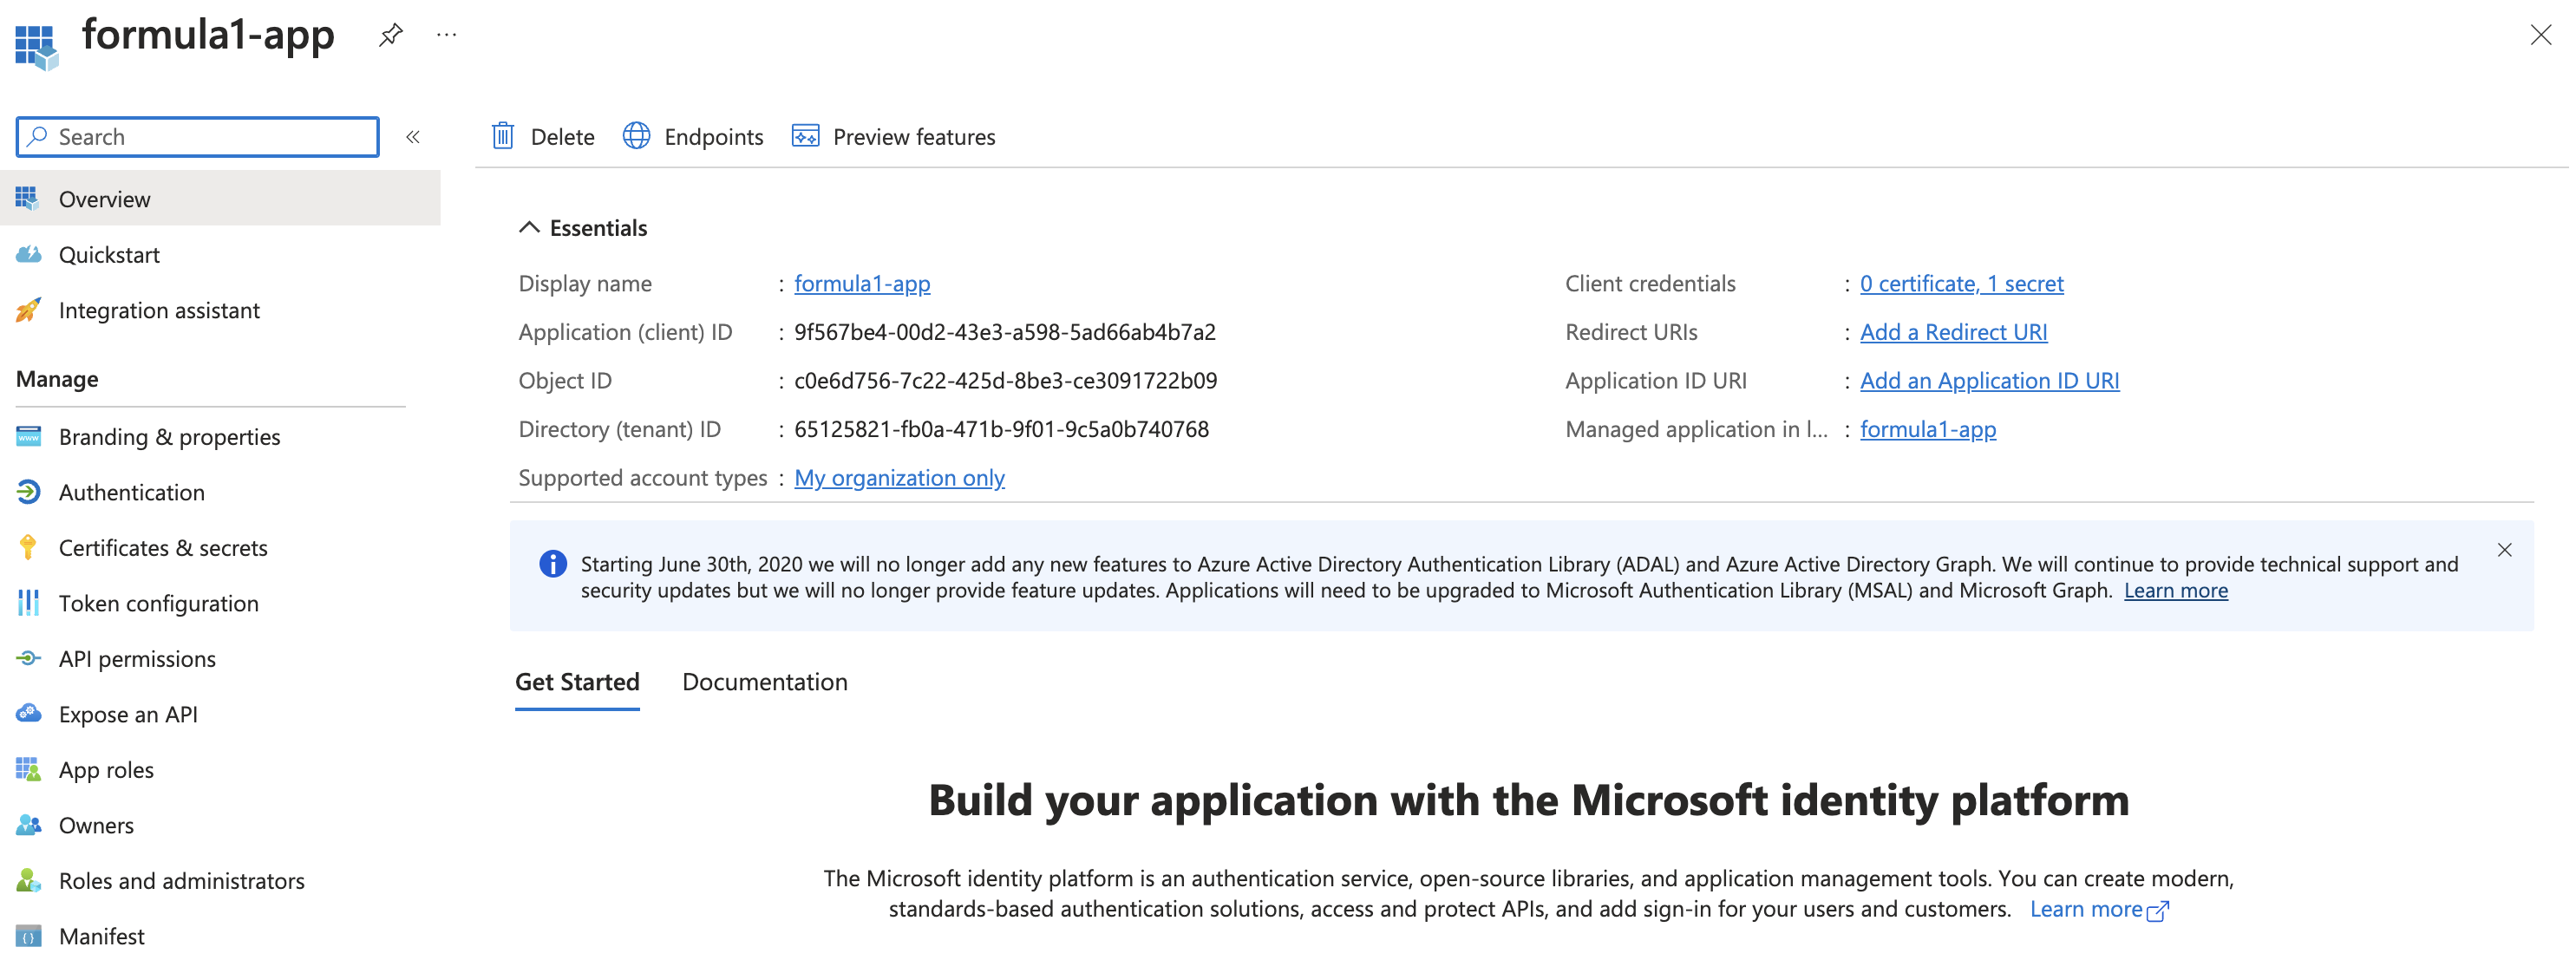 formula1-app
Search
Overview
Quickstart
Integration assistant
Manage
Branding & properties
www
Authentication
Certificates & secrets
Token configuration
API permissions
Expose an API
App roles
Owners
Roles and administrators
Manifest
Delete
Endpoints
Preview features
Essentials
Display name : formula1-app
Application (client) ID : 9f567be4-00d2-43e3-a598-5ad66ab4b7a2
Object ID : c0e6d756-7c22-425d-8be3-ce3091722b09
Directory (tenant) ID : 65125821-fb0a-471b-9f01-9c5a0b740768
Supported account types : My organization only
Client credentials : 0 certificate, 1 secret
Redirect URIs : Add a Redirect URI
Application ID URI : Add an Application ID URI
Managed application in l... : formula1-app
Starting June 30th, 2020 we will no longer add any new features to Azure Active Directory Authentication Library (ADAL) and Azure Active Directory Graph. We will continue to provide technical support and
security updates but we will no longer provide feature updates. Applications will need to be upgraded to Microsoft Authentication Library (MSAL) and Microsoft Graph. Learn more
Get Started
Documentation
Build your application with the Microsoft identity platform
The Microsoft identity platform is an authentication service, open-source libraries, and application management tools. You can create modern,
standards-based authentication solutions, access and protect APIs, and add sign-in for your users and customers. Learn more